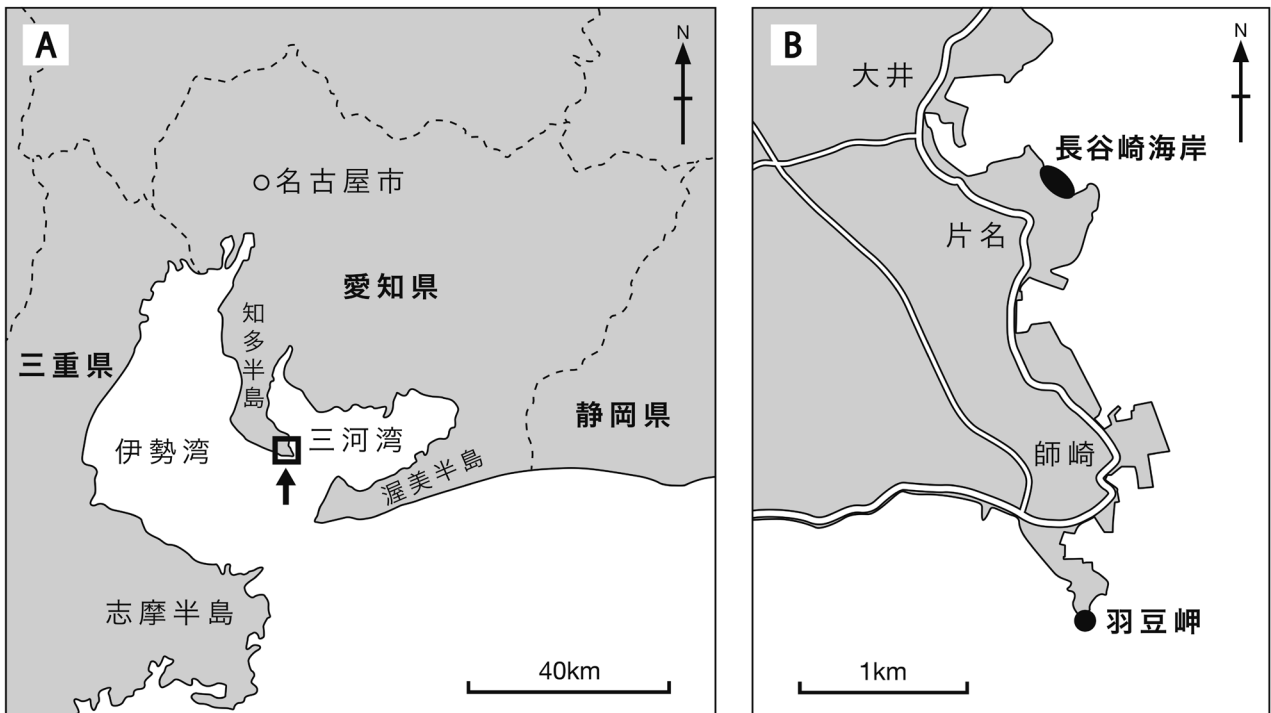 A
N
名古屋市
愛知県
知多半島
三重県
静岡県
伊勢湾
三河湾
渥美半島
志摩半島
40km
B
N
大井
長谷崎海岸
片名
師崎
羽豆岬
1km